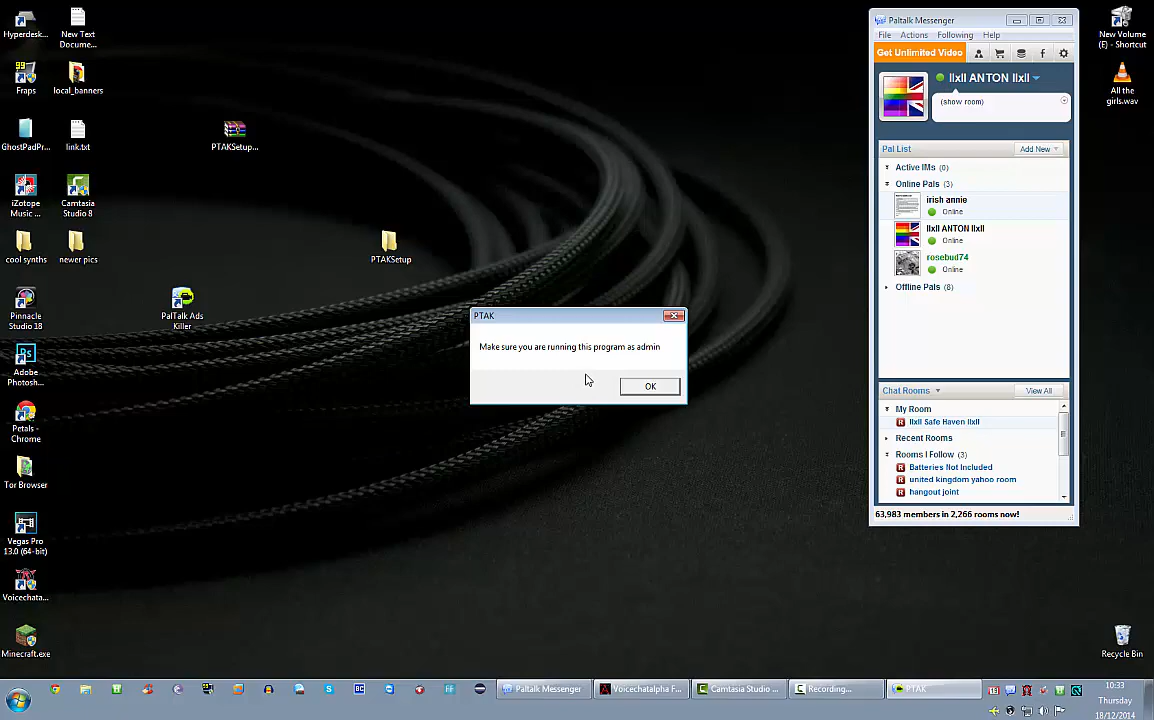 Hyperdesk...
New Text
Docume...
Fraps
local_banners
GhostPadPr...
link.txt
PTAKSetup...
iZotope
Music ...
Camtasia
Studio 8
cool synths
newer pics
PTAKSetup
Pinnacle
Studio 18
PalTalk Ads
Killer
Adobe
Photosh...
Petals -
Chrome
Tor Browser
Vegas Pro
13.0 (64-bit)
Voicechata...
Minecraft.exe
PTAK
Make sure you are running this program as admin
OK
Paltalk Messenger
File Actions Following Help
Get Unlimited Video
IIxII ANTON IIxII
(show room)
Pal List
Add New
Active IMs (0)
Online Pals (3)
irish annie
Online
IIxII ANTON IIxII
Online
rosebud74
Online
Offline Pals (8)
Chat Rooms
View All
My Room
R IIxII Safe Haven IIxII
Recent Rooms
Rooms I Follow (3)
R Batteries Not Included
R united kingdom yahoo room
R hangout joint
63,983 members in 2,266 rooms now!
New Volume
(E) - Shortcut
All the
girls.wav
Recycle Bin
Paltalk Messenger
Voicechatalpha F...
Camtasia Studio ...
Recording...
PTAK
10:33
Thursday
18/12/2014